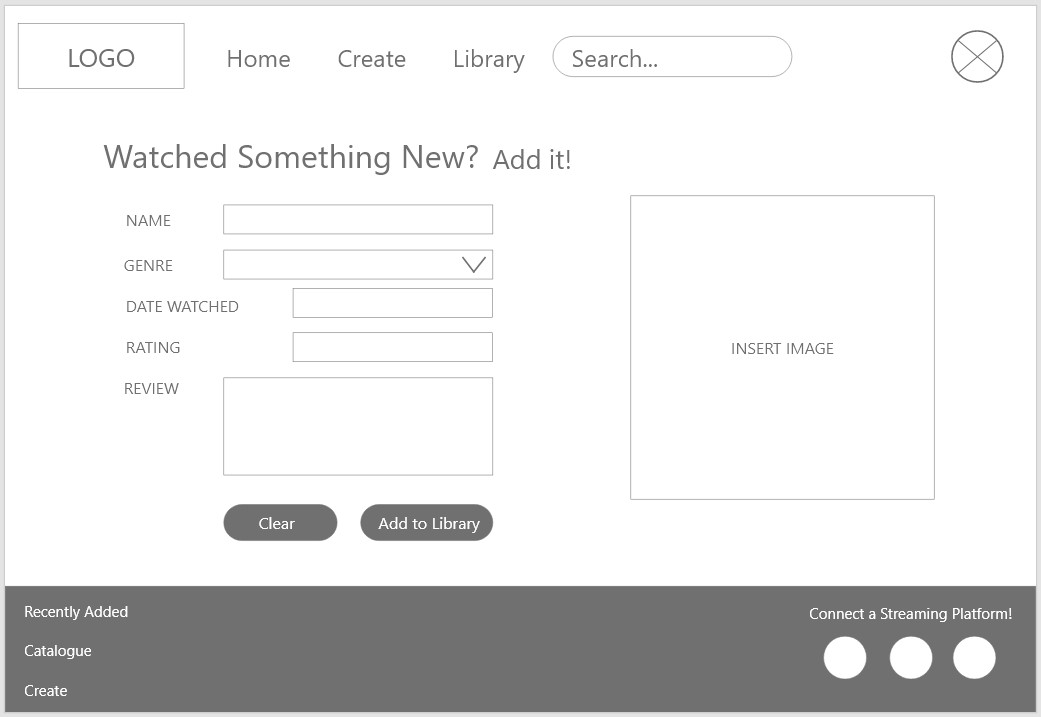 LOGO
Home
Create
Library
Search...
Watched Something New? Add it!
NAME
GENRE
DATE WATCHED
RATING
REVIEW
INSERT IMAGE
Clear
Add to Library
Recently Added
Catalogue
Create
Connect a Streaming Platform!